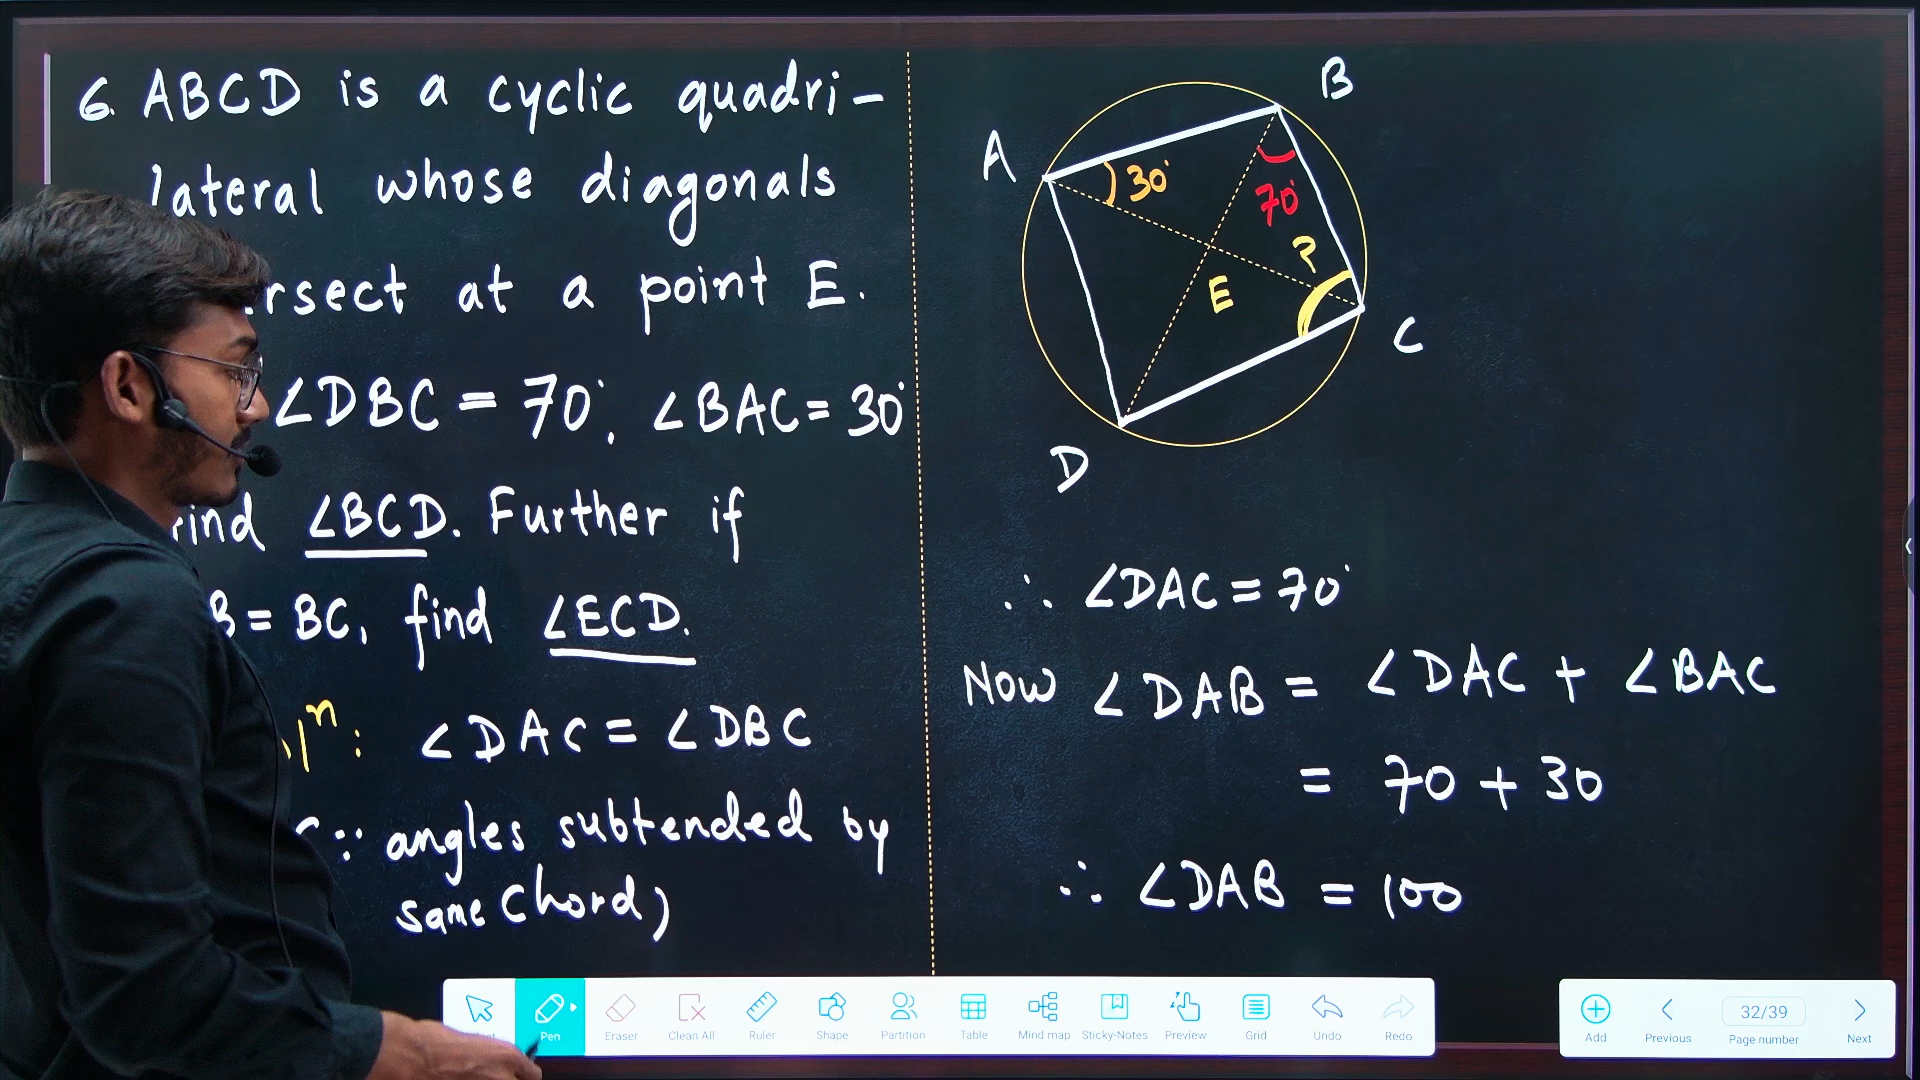 6. ABCD is a cyclic quadri-
lateral whose diagonals
rsect at a point E.
∠DBC = 70°, ∠BAC = 30°
find ∠BCD. Further if
B = BC, find ∠ECD.
lⁿ: ∠DAC = ∠DBC
∵ angles subtended by
same Chord)
A
B
C
D
E
30°
70°
?
∴ ∠DAC = 70°
Now ∠DAB = ∠DAC + ∠BAC
= 70 + 30
∴ ∠DAB = 100
Pen
Eraser
Clean All
Ruler
Shape
Partition
Table
Mind map
Sticky-Notes
Preview
Grid
Undo
Redo
Add
Previous
32/39
Page number
Next